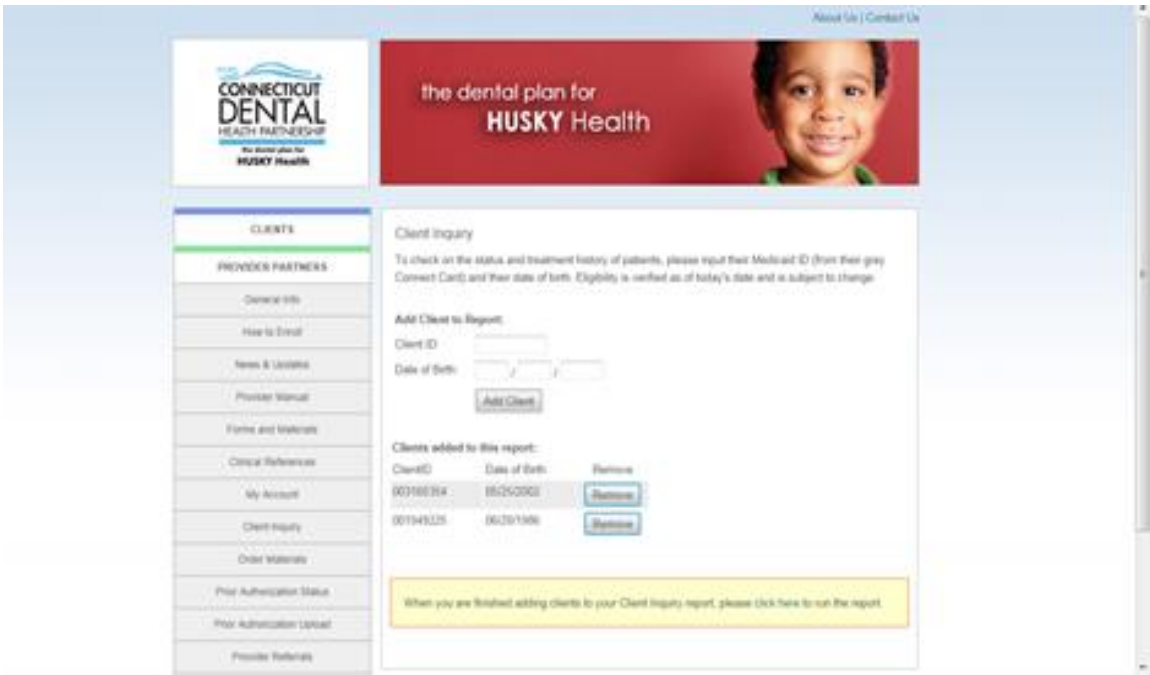 About Us | Contact Us
CONNECTICUT
DENTAL
HEALTH PARTNERSHIP
the dental plan for
HUSKY Health
the dental plan for
HUSKY Health
CLIENTS
PROVIDER PARTNERS
General Info
How to Enroll
News & Updates
Provider Manual
Forms and Materials
Clinical References
My Account
Client Inquiry
Order Materials
Prior Authorization Status
Prior Authorization Upload
Provider Referrals
Client Inquiry
To check on the status and treatment history of patients, please input their Medicaid ID (from their grey
Connect Card) and their date of birth. Eligibility is verified as of today's date and is subject to change.
Add Client to Report:
Client ID
Date of Birth: / /
Add Client
Clients added to this report:
ClientID Date of Birth Remove
Remove
Remove
When you are finished adding clients to your Client Inquiry report, please click here to run the report.